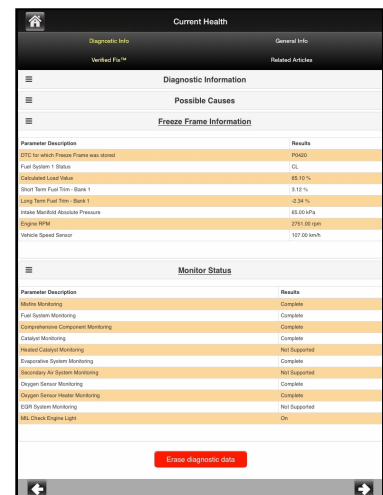 Current Health
Diagnostic Info General Info
Verified Fix™ Related Articles
Diagnostic Information
Possible Causes
Freeze Frame Information
Parameter Description Results
DTC for which Freeze Frame was stored P0420
Fuel System 1 Status CL
Calculated Load Value 65.10 %
Short Term Fuel Trim - Bank 1 3.12 %
Long Term Fuel Trim - Bank 1 -2.34 %
Intake Manifold Absolute Pressure 65.00 kPa
Engine RPM 2751.00 rpm
Vehicle Speed Sensor 107.00 km/h
Monitor Status
Parameter Description Results
Misfire Monitoring Complete
Fuel System Monitoring Complete
Comprehensive Component Monitoring Complete
Catalyst Monitoring Complete
Heated Catalyst Monitoring Not Supported
Evaporative System Monitoring Complete
Secondary Air System Monitoring Not Supported
Oxygen Sensor Monitoring Complete
Oxygen Sensor Heater Monitoring Complete
EGR System Monitoring Not Supported
MIL Check Engine Light On
Erase diagnostic data